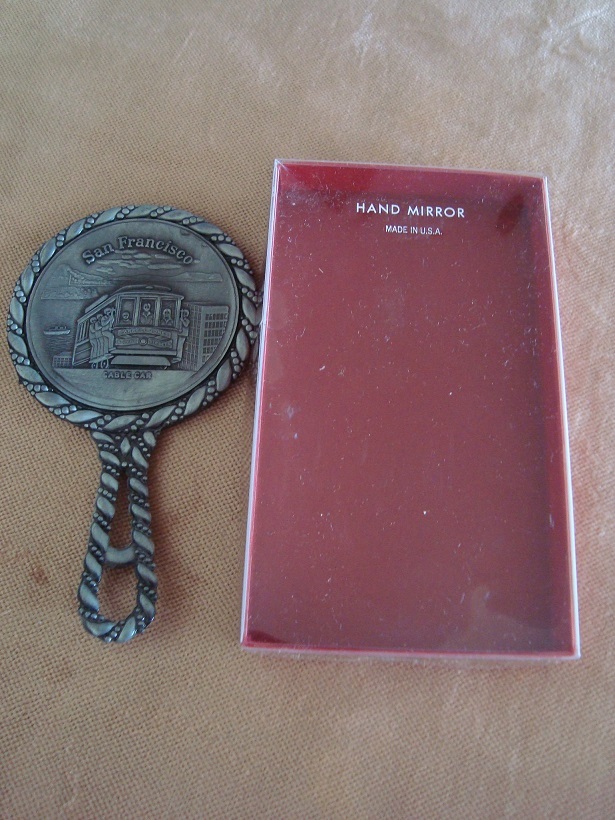 San Francisco
CABLE CAR
HAND MIRROR
MADE IN U.S.A.